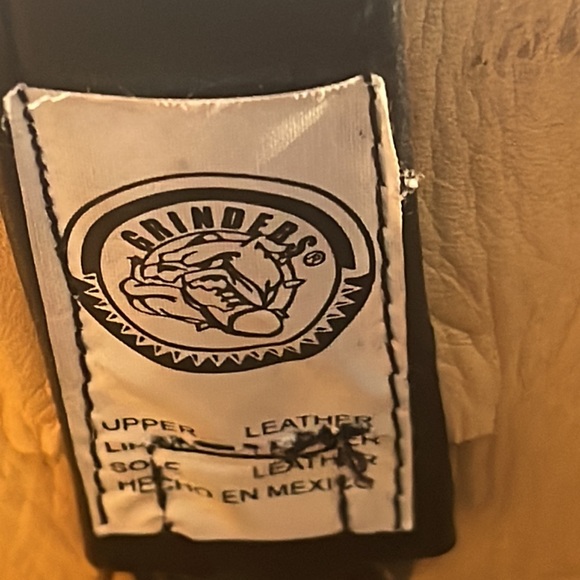 GRINDERS®
UPPER LEATHER
SOLE LEATHER
HECHO EN MEXICO